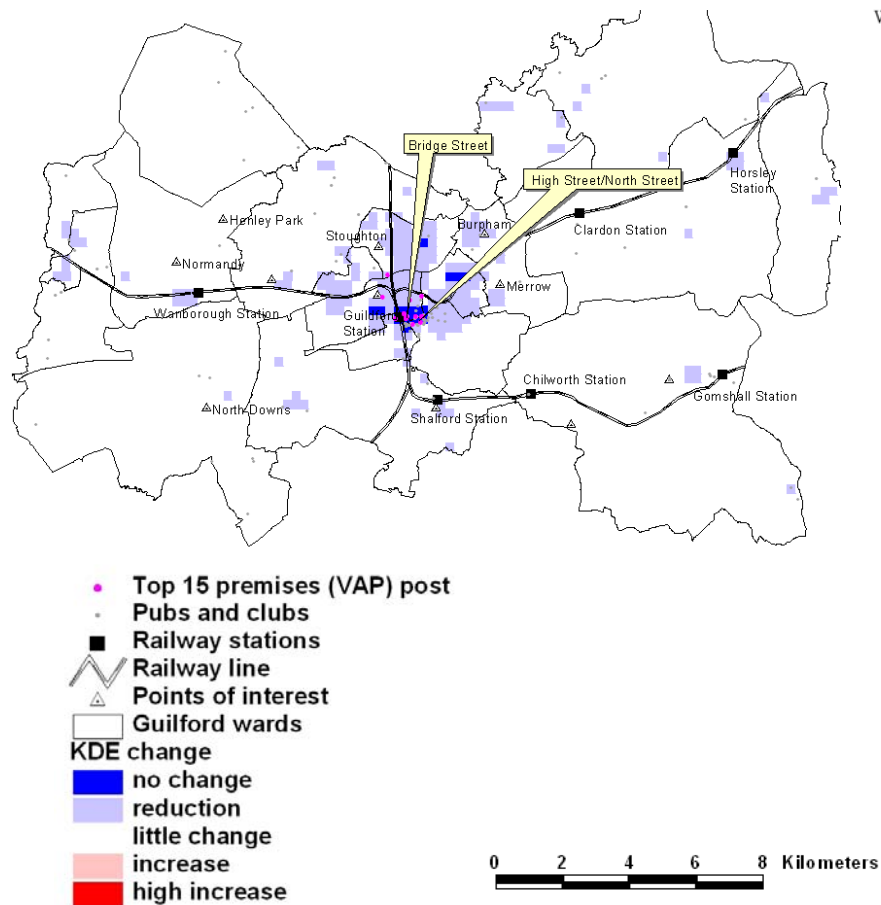 V
Bridge Street
High Street/North Street
Horsley
Station
Henley Park
Stoughton
Burpham
Clardon Station
Normandy
Merrow
Wanborough Station
Guildford
Station
Chilworth Station
Gomshall Station
North Downs
Shalford Station
Top 15 premises (VAP) post
Pubs and clubs
Railway stations
Railway line
Points of interest
Guilford wards
KDE change
no change
reduction
little change
increase
high increase
0 2 4 6 8 Kilometers